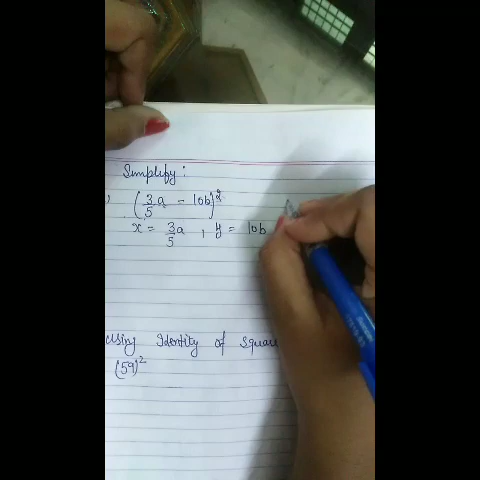 Simplify :
) (3/5 a - 10b)²
x = 3/5 a , y = 10b
using Identity of square
(59)²